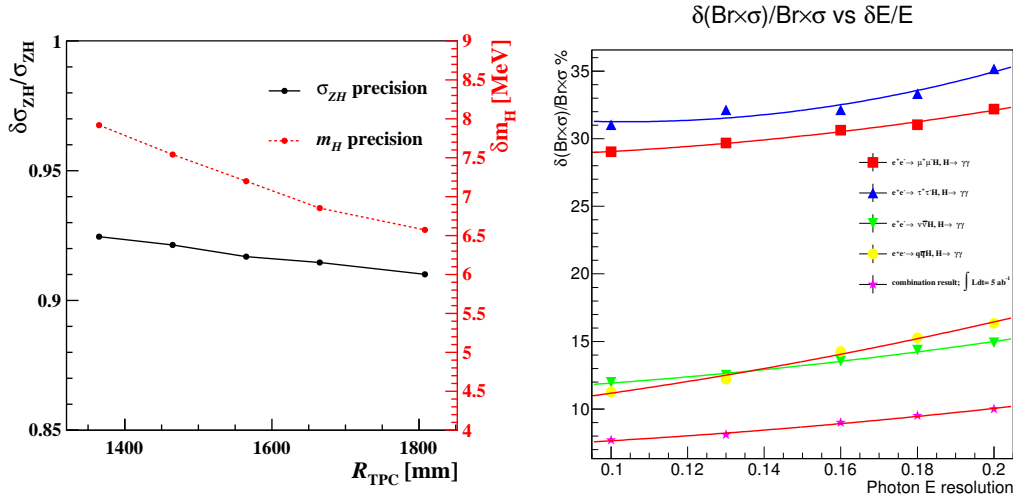 δσ_ZH/σ_ZH
1
0.95
0.9
0.85
1400
1600
1800
R_TPC [mm]
σ_ZH precision
m_H precision
9
8.5
8
7.5
7
6.5
6
5.5
5
4.5
4
δm_H [MeV]
δ(Br×σ)/Br×σ vs δE/E
δ(Br×σ)/Br×σ %
35
30
25
20
15
10
e⁺e⁻→ μ⁺μ⁻H, H→ γγ
e⁺e⁻→ τ⁺τ⁻H, H→ γγ
e⁺e⁻→ νν̅H, H→ γγ
e⁺e⁻→ qq̅H, H→ γγ
combination result; ∫ Ldt= 5 ab⁻¹
0.1
0.12
0.14
0.16
0.18
0.2
Photon E resolution